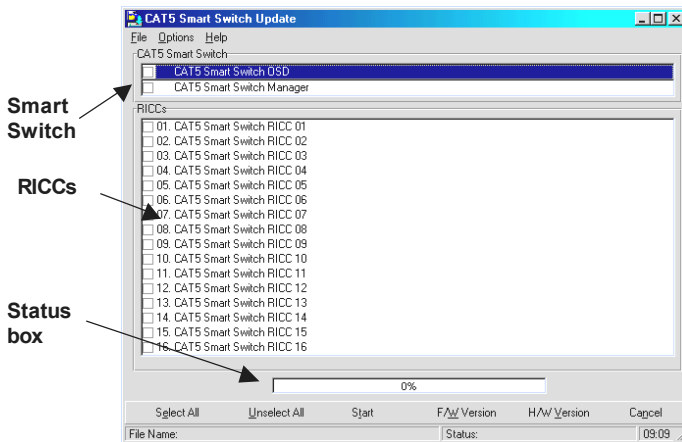 CAT5 Smart Switch Update
File Options Help
CAT5 Smart Switch
CAT5 Smart Switch OSD
CAT5 Smart Switch Manager
Smart
Switch
RICCs
01. CAT5 Smart Switch RICC 01
02. CAT5 Smart Switch RICC 02
03. CAT5 Smart Switch RICC 03
04. CAT5 Smart Switch RICC 04
05. CAT5 Smart Switch RICC 05
06. CAT5 Smart Switch RICC 06
07. CAT5 Smart Switch RICC 07
08. CAT5 Smart Switch RICC 08
09. CAT5 Smart Switch RICC 09
10. CAT5 Smart Switch RICC 10
11. CAT5 Smart Switch RICC 11
12. CAT5 Smart Switch RICC 12
13. CAT5 Smart Switch RICC 13
14. CAT5 Smart Switch RICC 14
15. CAT5 Smart Switch RICC 15
16. CAT5 Smart Switch RICC 16
RICCs
Status
box
0%
Select All Unselect All Start F/W Version H/W Version Cancel
File Name: Status: 09:09